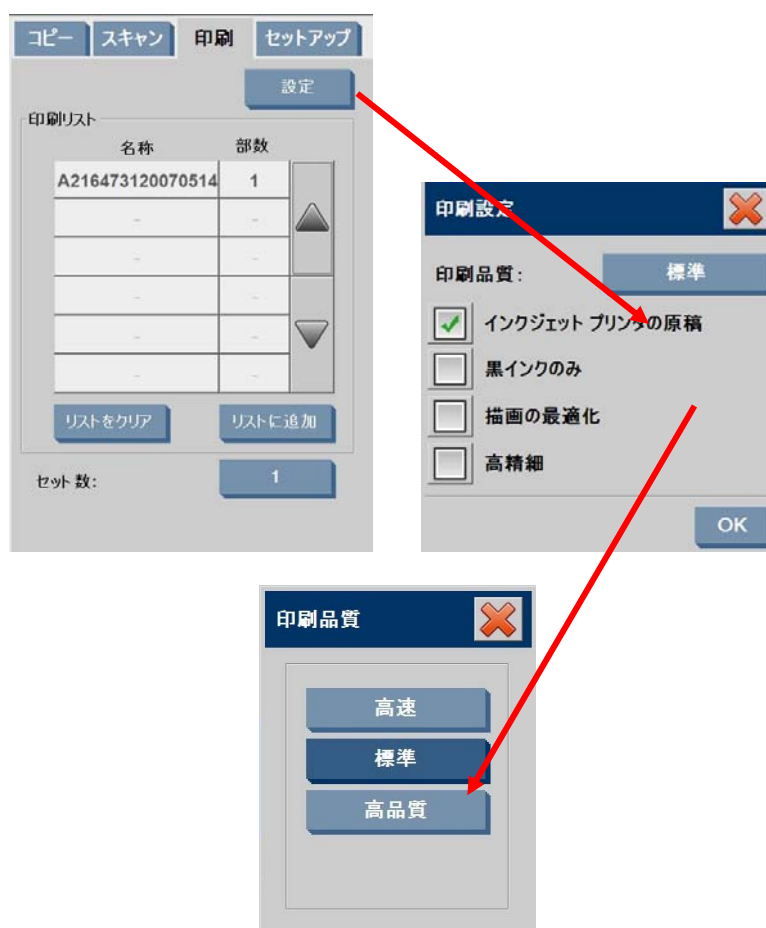 コピー スキャン 印刷 セットアップ
設定
印刷リスト
名称 部数
A216473120070514 1
- -
- -
- -
- -
- -
リストをクリア リストに追加
セット数: 1
印刷設定
印刷品質: 標準
インクジェット プリンタの原稿
黒インクのみ
描画の最適化
高精細
OK
印刷品質
高速
標準
高品質